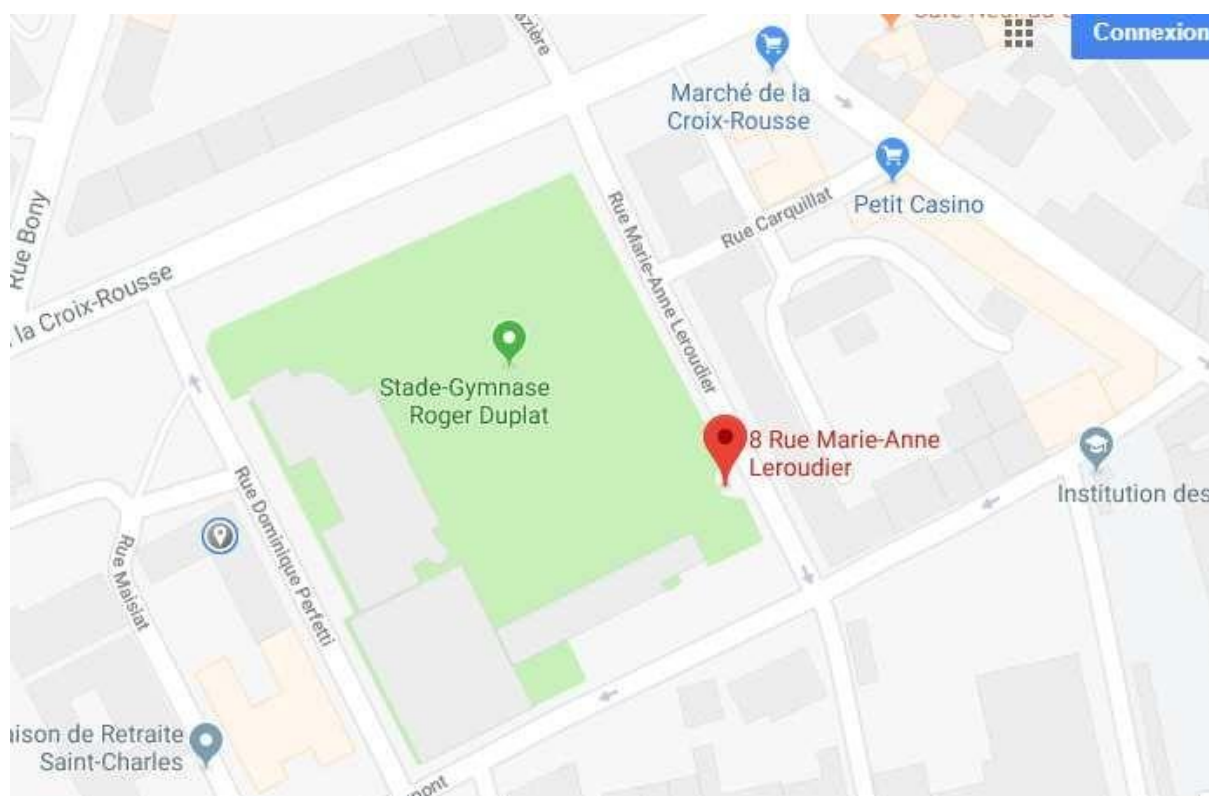 Connexion
Marché de la
Croix-Rousse
Petit Casino
Rue Carquillat
Rue Marie-Anne Leroudier
Rue Bony
la Croix-Rousse
Stade-Gymnase
Roger Duplat
8 Rue Marie-Anne
Leroudier
Institution des
Rue Dominique Perfetti
Rue Maisiat
aison de Retraite
Saint-Charles
mont